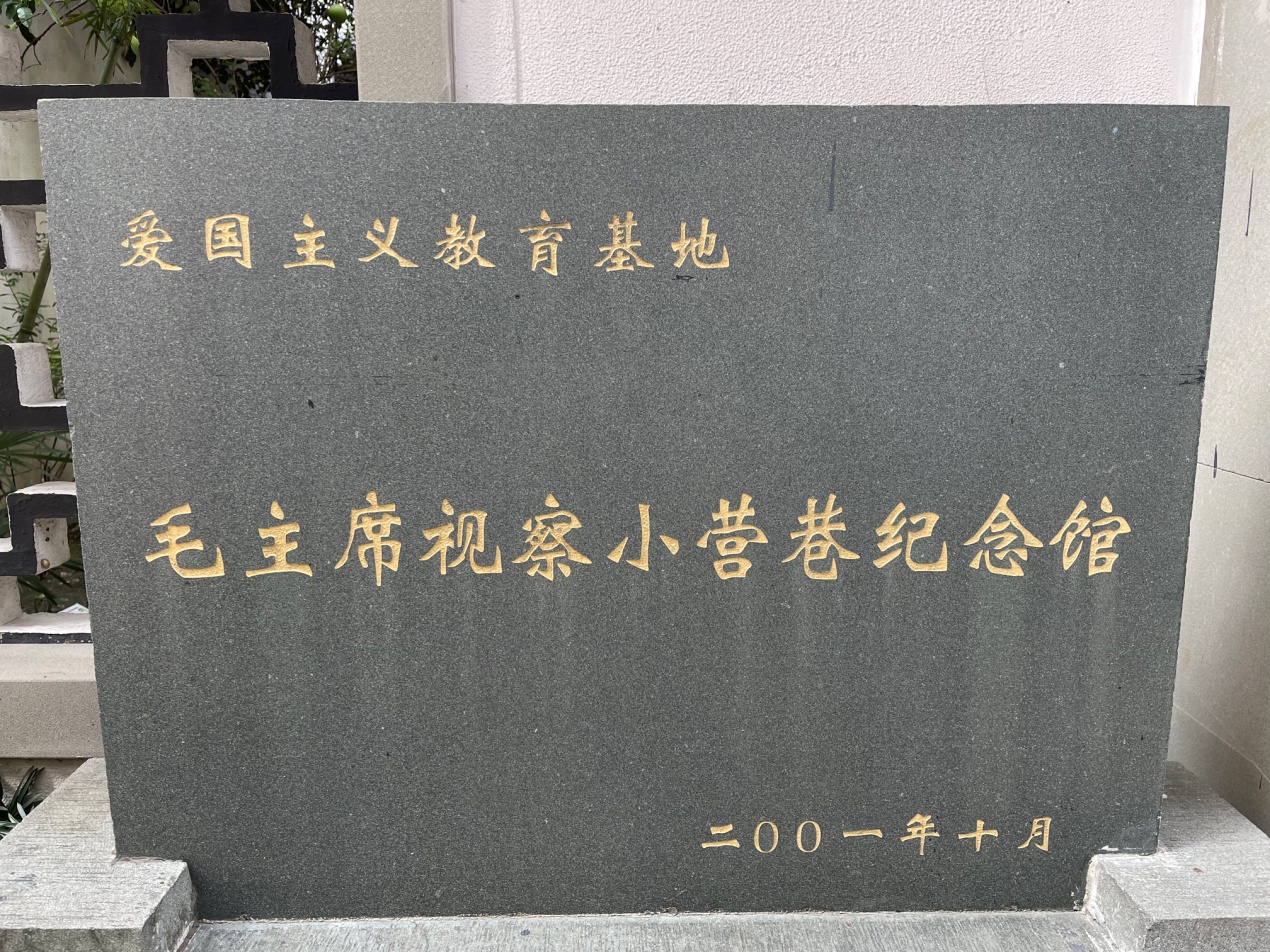 爱国主义教育基地
毛主席视察小营巷纪念馆
二〇〇一年十月